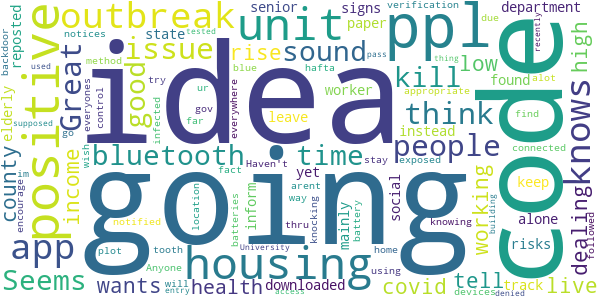 backdoor
reposted
outbreak
senior
state
notices
signs
paper
verification
tested
due
department
recently
pass
unit
ppl
code
idea
going
positive
Great
issue
good
rise
sound
used
method
try
blue
hafta
kill
low
found
alot
thing
high
everyones
control
infected
ur
gov
far
everywhere
worker
think
instead
appropriate
supposed
go
elderly
wish
leave
find
connected
knows
county
bluetooth
time
people
income
fact
Haven't
stay
exposed
im
encourage
yet
arent
way
social
working
keep
dealing
followed
app
notified
location
batteries
inform
thru
knocking
mainly
battery
knowing
building
alone
plot
tooth
housing
University
home
using
tell
risks
Seems
wants
Anyone
will
entry
health
downloaded
access
covid
devices
denied
track
live